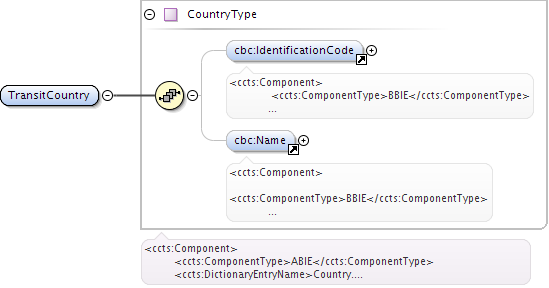 CountryType
cbc:IdentificationCode
<ccts:Component>
<ccts:ComponentType>BBIE</ccts:ComponentType>
...
TransitCountry
cbc:Name
<ccts:Component>
<ccts:ComponentType>BBIE</ccts:ComponentType>
...
<ccts:Component>
<ccts:ComponentType>ABIE</ccts:ComponentType>
<ccts:DictionaryEntryName>Country....